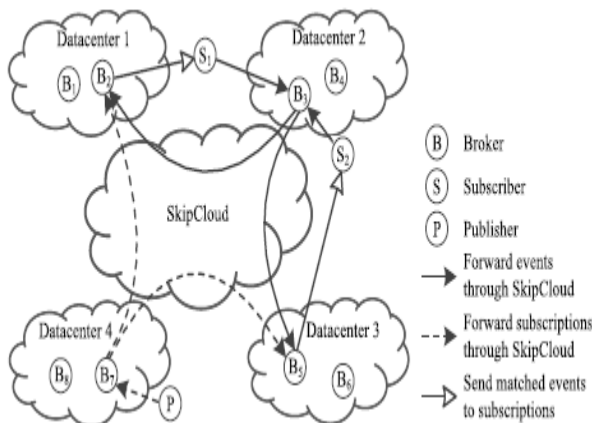 Datacenter 1
Datacenter 2
S1
B1
B2
B3
B4
S2
SkipCloud
Datacenter 4
Datacenter 3
B8
B7
B5
B6
P
B Broker
S Subscriber
P Publisher
Forward events
through SkipCloud
Forward subscriptions
through SkipCloud
Send matched events
to subscriptions